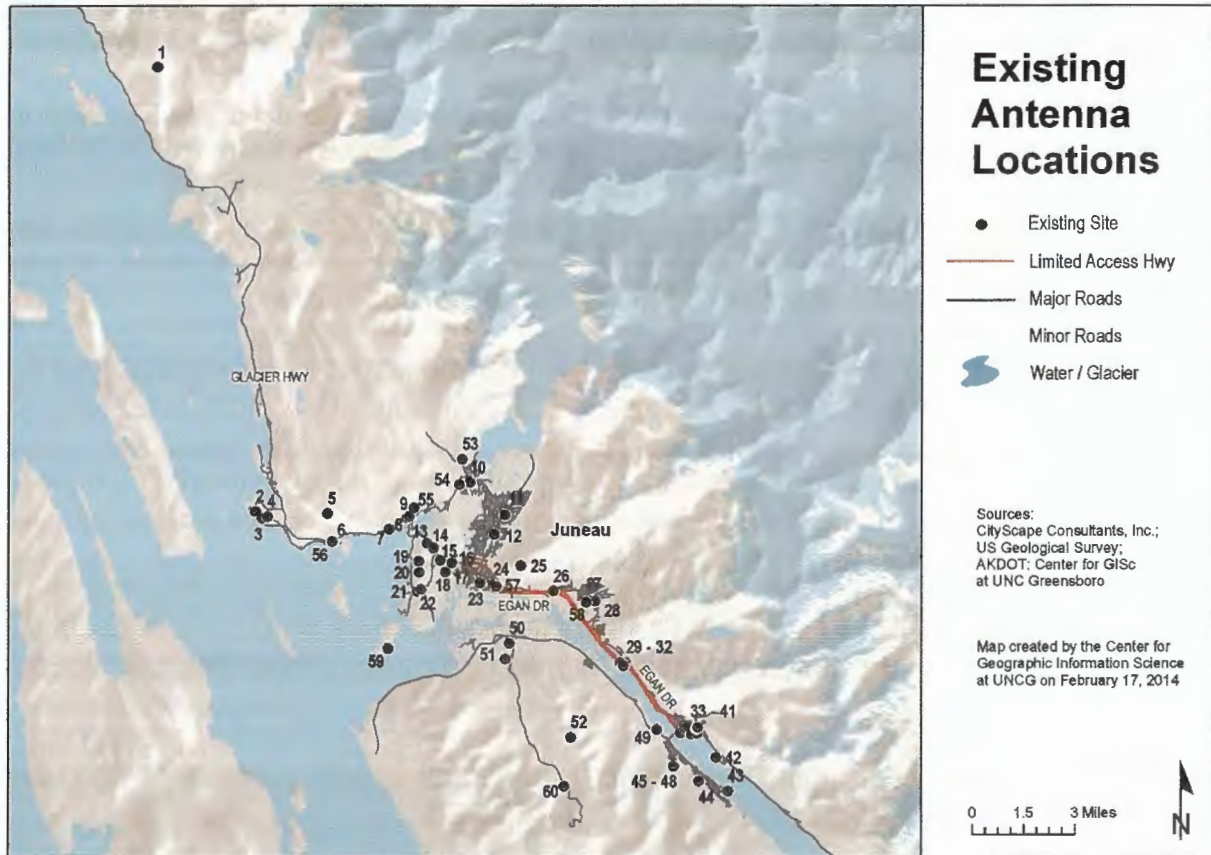 1
GLACIER HWY
53
10
54
11
2
4
3
5
6
56
7
8
9
55
12
Juneau
13
14
15
16
17
18
19
20
21
22
23
24
25
57
EGAN DR
26
27
58
28
59
50
51
29 - 32
EGAN DR
52
33 - 41
49
42
45 - 48
43
44
60
Existing
Antenna
Locations
Existing Site
Limited Access Hwy
Major Roads
Minor Roads
Water / Glacier
Sources:
CityScape Consultants, Inc.;
US Geological Survey;
AKDOT; Center for GISc
at UNC Greensboro
Map created by the Center for
Geographic Information Science
at UNCG on February 17, 2014
0 1.5 3 Miles
N